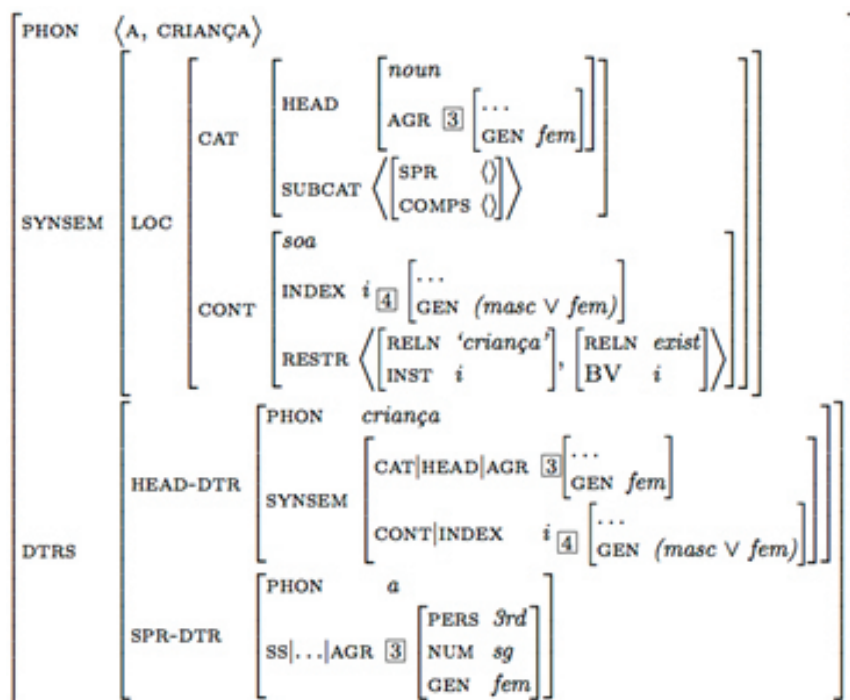 PHON ⟨A, CRIANÇA⟩
noun
HEAD
...
AGR 3
GEN fem
CAT
SPR ⟨⟩
SUBCAT
COMPS ⟨⟩
SYNSEM LOC
soa
...
INDEX i 4
GEN (masc ∨ fem)
CONT
RELN ‘criança’ , RELN exist
RESTR
INST i BV i
PHON criança
HEAD-DTR
...
CAT|HEAD|AGR 3
GEN fem
SYNSEM
...
CONT|INDEX i 4
GEN (masc ∨ fem)
DTRS
PHON a
SPR-DTR
PERS 3rd
SS|...|AGR 3 NUM sg
GEN fem